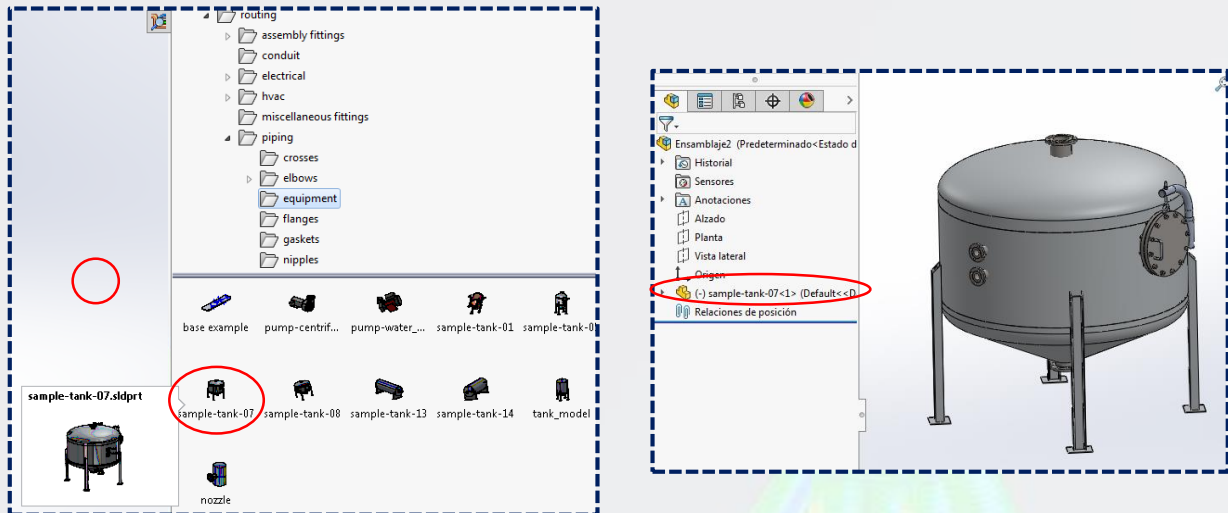 routing
assembly fittings
conduit
electrical
hvac
miscellaneous fittings
piping
crosses
elbows
equipment
flanges
gaskets
nipples
base example pump-centrif... pump-water_... sample-tank-01 sample-tank-0
sample-tank-07.sldprt
sample-tank-07 sample-tank-08 sample-tank-13 sample-tank-14 tank_model
nozzle
Ensamblaje2 (Predeterminado<Estado d
Historial
Sensores
A Anotaciones
Alzado
Planta
Vista lateral
Origen
(-) sample-tank-07<1> (Default<<D
Relaciones de posición